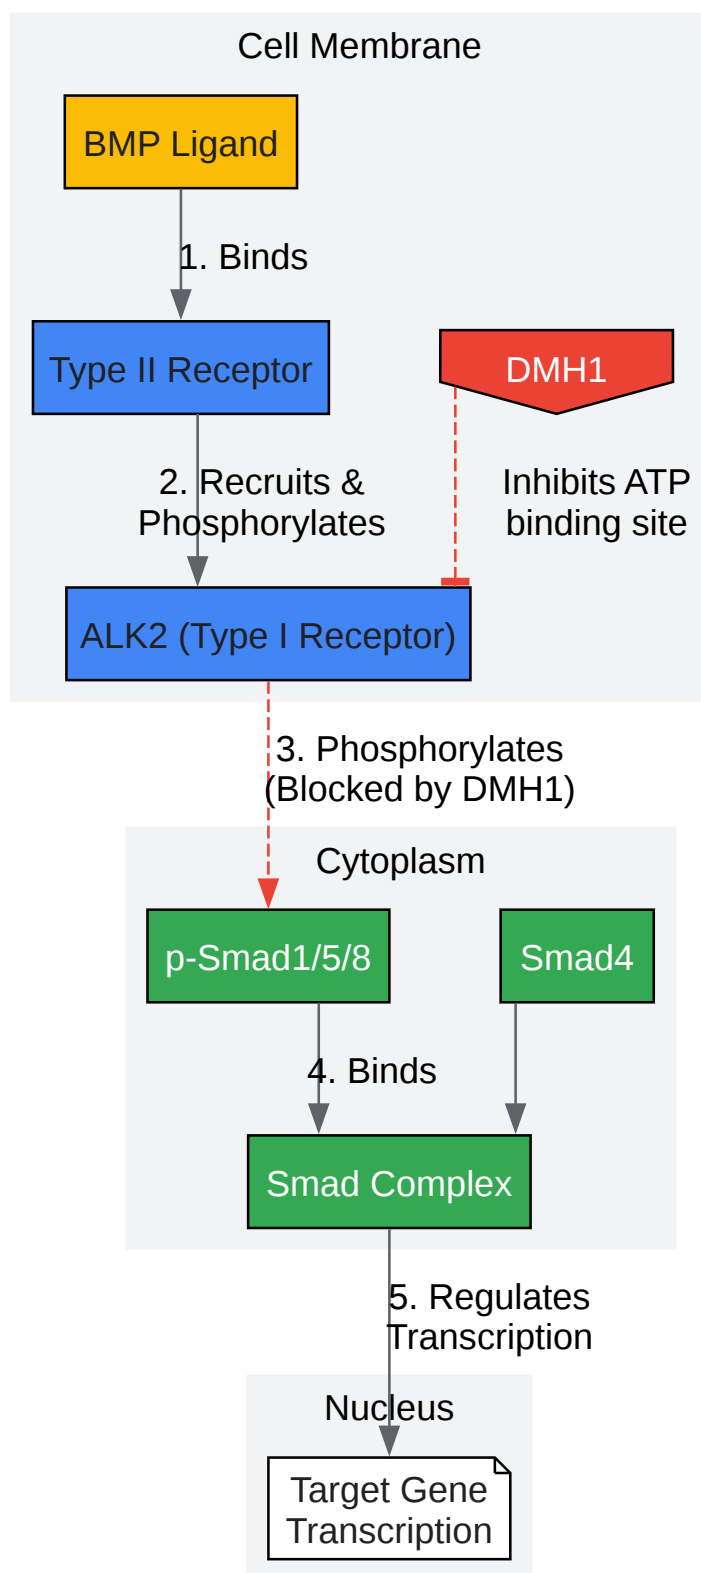 Cell Membrane
BMP Ligand
1. Binds
Type II Receptor
DMH1
2. Recruits &
Phosphorylates
Inhibits ATP
binding site
ALK2 (Type I Receptor)
3. Phosphorylates
(Blocked by DMH1)
Cytoplasm
p-Smad1/5/8
Smad4
4. Binds
Smad Complex
5. Regulates
Transcription
Nucleus
Target Gene
Transcription